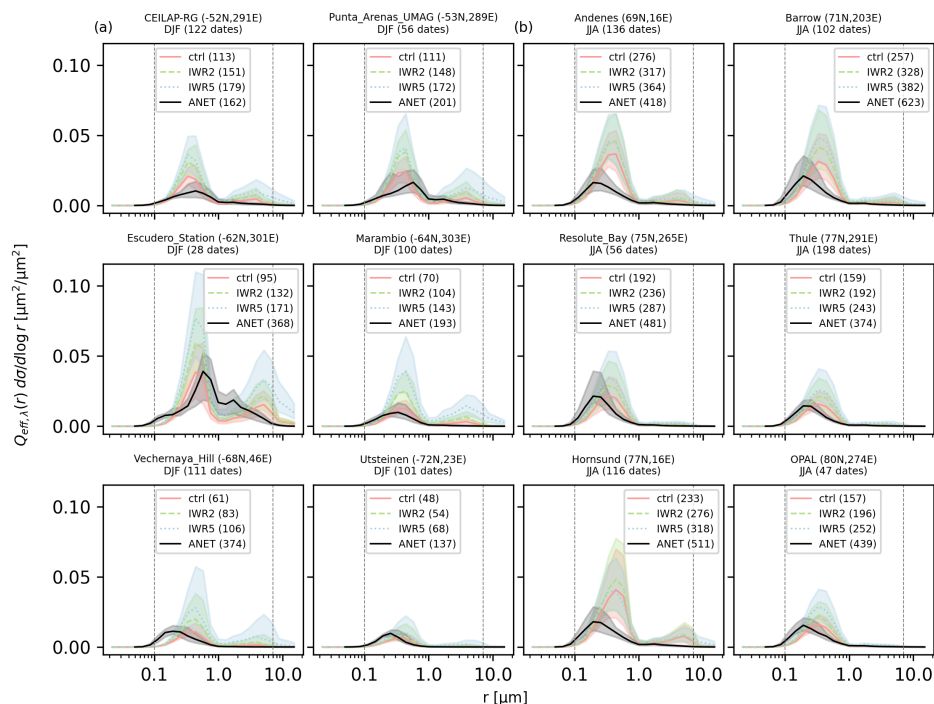 (a)
CEILAP-RG (-52N,291E)
DJF (122 dates)
ctrl (113)
IWR2 (151)
IWR5 (179)
ANET (162)
0.10
0.05
0.00
Punta_Arenas_UMAG (-53N,289E)
DJF (56 dates)
ctrl (111)
IWR2 (148)
IWR5 (172)
ANET (201)
(b)
Andenes (69N,16E)
JJA (136 dates)
ctrl (276)
IWR2 (317)
IWR5 (364)
ANET (418)
Barrow (71N,203E)
JJA (102 dates)
ctrl (257)
IWR2 (328)
IWR5 (382)
ANET (623)
Escudero_Station (-62N,301E)
DJF (28 dates)
ctrl (95)
IWR2 (132)
IWR5 (171)
ANET (368)
0.10
0.05
0.00
Marambio (-64N,303E)
DJF (100 dates)
ctrl (70)
IWR2 (104)
IWR5 (143)
ANET (193)
Resolute_Bay (75N,265E)
JJA (56 dates)
ctrl (192)
IWR2 (236)
IWR5 (287)
ANET (481)
Thule (77N,291E)
JJA (198 dates)
ctrl (159)
IWR2 (192)
IWR5 (243)
ANET (374)
Vechernaya_Hill (-68N,46E)
DJF (111 dates)
ctrl (61)
IWR2 (83)
IWR5 (106)
ANET (374)
0.10
0.05
0.00
0.1 1.0 10.0
Utsteinen (-72N,23E)
DJF (101 dates)
ctrl (48)
IWR2 (54)
IWR5 (68)
ANET (137)
0.1 1.0 10.0
Hornsund (77N,16E)
JJA (116 dates)
ctrl (233)
IWR2 (276)
IWR5 (318)
ANET (511)
0.1 1.0 10.0
OPAL (80N,274E)
JJA (47 dates)
ctrl (157)
IWR2 (196)
IWR5 (252)
ANET (439)
0.1 1.0 10.0
Qeff,λ(r) dσ/dlog r [μm²/μm²]
r [μm]